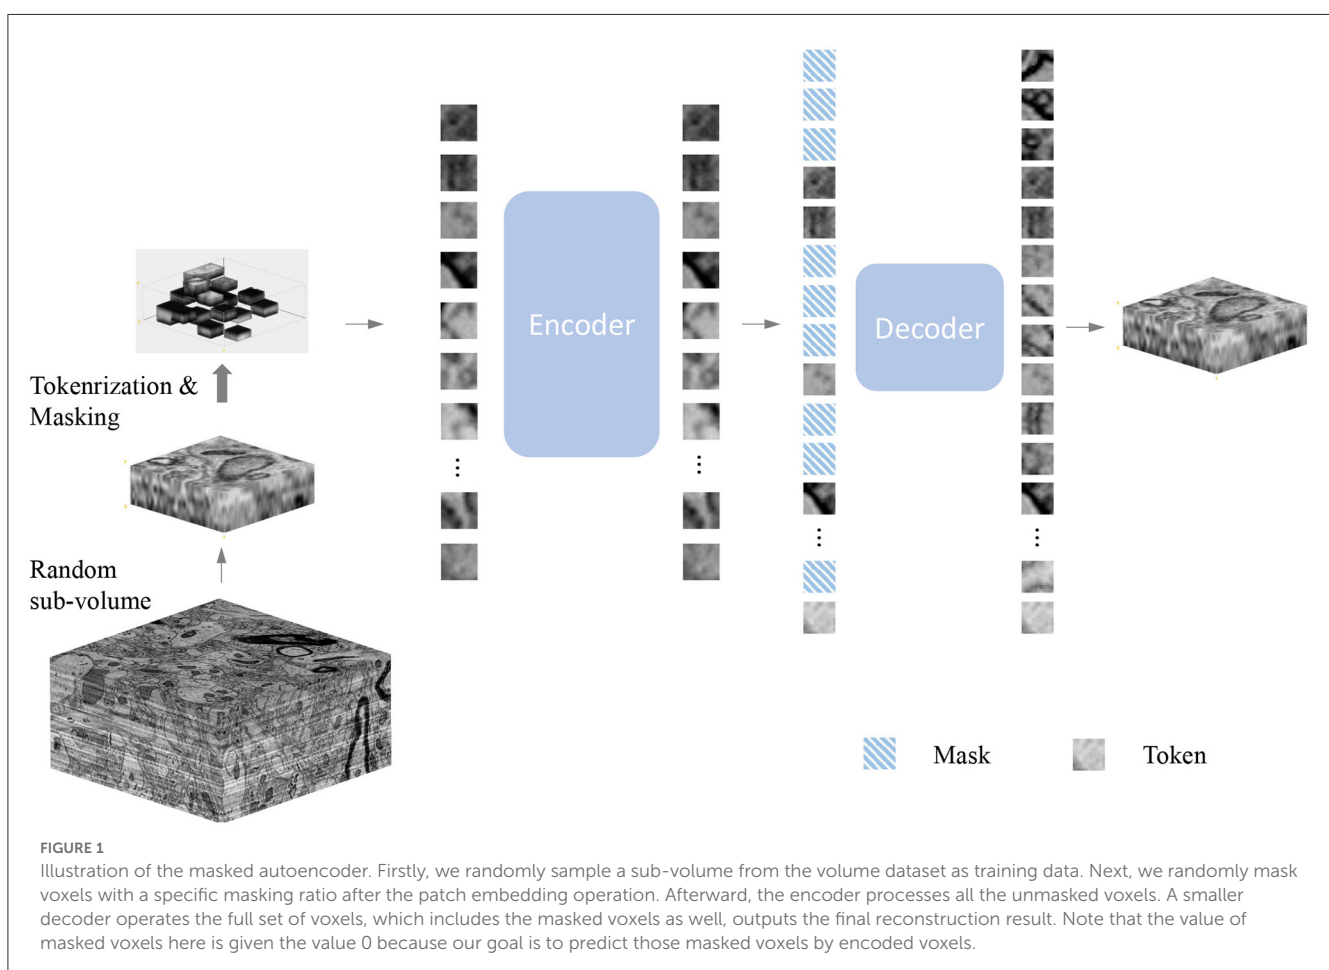 Tokenrization &
Masking
Random
sub-volume
Encoder
Decoder
Mask
Token
FIGURE 1
Illustration of the masked autoencoder. Firstly, we randomly sample a sub-volume from the volume dataset as training data. Next, we randomly mask
voxels with a specific masking ratio after the patch embedding operation. Afterward, the encoder processes all the unmasked voxels. A smaller
decoder operates the full set of voxels, which includes the masked voxels as well, outputs the final reconstruction result. Note that the value of
masked voxels here is given the value 0 because our goal is to predict those masked voxels by encoded voxels.